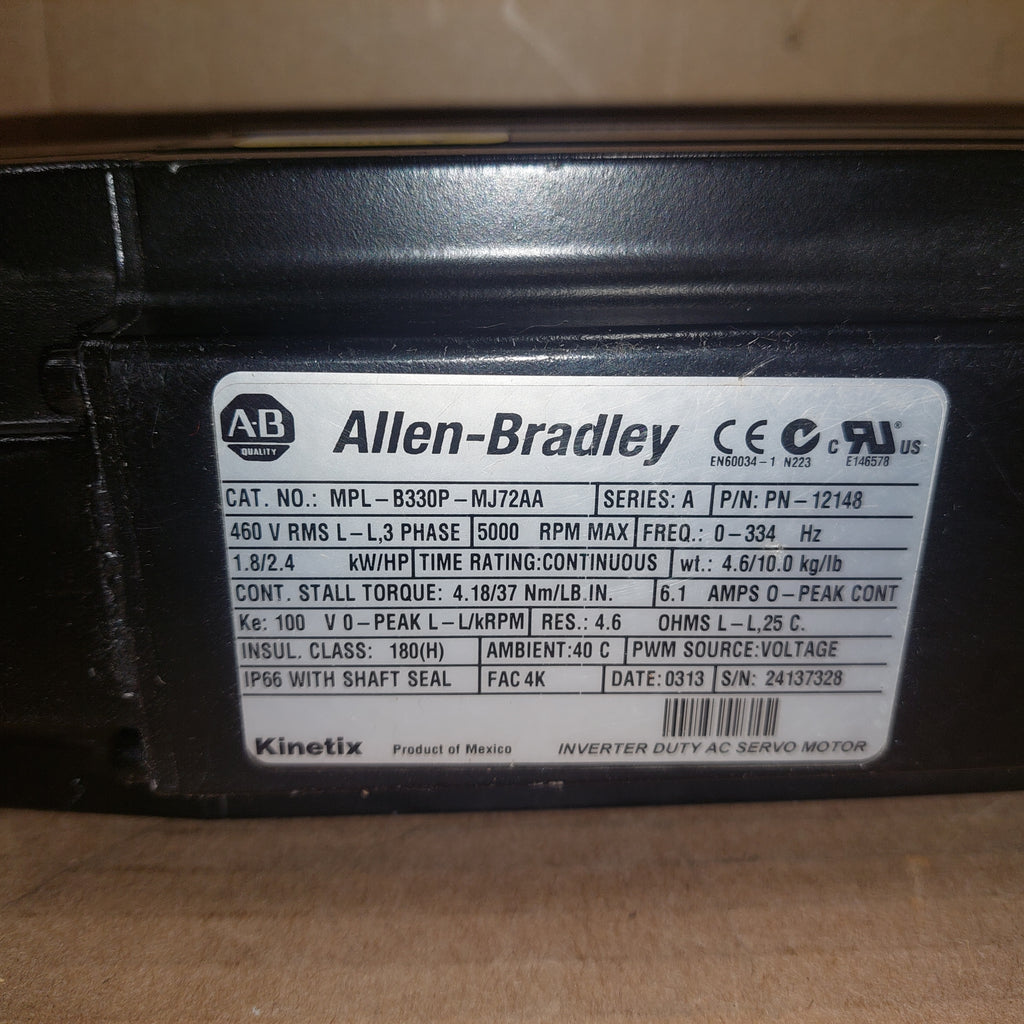 A-B QUALITY Allen-Bradley CE EN60034-1 N223 c RU® US E146578
CAT. NO.: MPL-B330P-MJ72AA SERIES: A P/N: PN-12148
460 V RMS L-L,3 PHASE 5000 RPM MAX FREQ.: 0-334 Hz
1.8/2.4 kW/HP TIME RATING:CONTINUOUS wt.: 4.6/10.0 kg/lb
CONT. STALL TORQUE: 4.18/37 Nm/LB.IN. 6.1 AMPS O-PEAK CONT
Ke: 100 V 0-PEAK L-L/kRPM RES.: 4.6 OHMS L-L,25 C.
INSUL. CLASS: 180(H) AMBIENT:40 C PWM SOURCE:VOLTAGE
IP66 WITH SHAFT SEAL FAC 4K DATE:0313 S/N: 24137328
Kinetix Product of Mexico INVERTER DUTY AC SERVO MOTOR